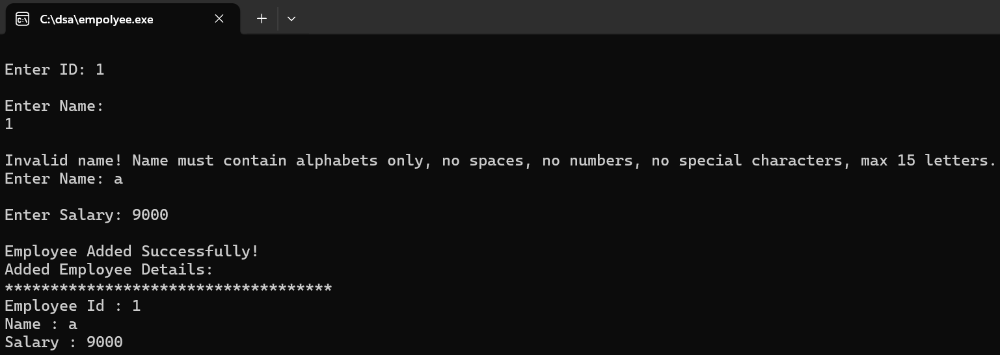 C:\dsa\empolyee.exe
Enter ID: 1
Enter Name:
1
Invalid name! Name must contain alphabets only, no spaces, no numbers, no special characters, max 15 letters.
Enter Name: a
Enter Salary: 9000
Employee Added Successfully!
Added Employee Details:
************************************
Employee Id : 1
Name : a
Salary : 9000